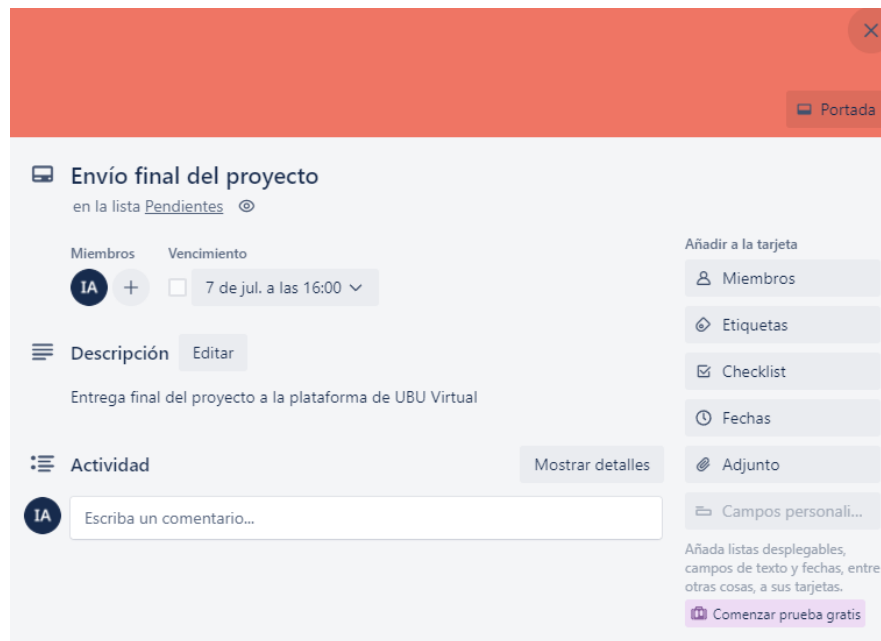 Portada
Envío final del proyecto
en la lista Pendientes
Miembros
Vencimiento
IA
7 de jul. a las 16:00
Descripción
Editar
Entrega final del proyecto a la plataforma de UBU Virtual
Actividad
Mostrar detalles
IA
Escriba un comentario...
Añadir a la tarjeta
Miembros
Etiquetas
Checklist
Fechas
Adjunto
Campos personali...
Añada listas desplegables,
campos de texto y fechas, entre
otras cosas, a sus tarjetas.
Comenzar prueba gratis